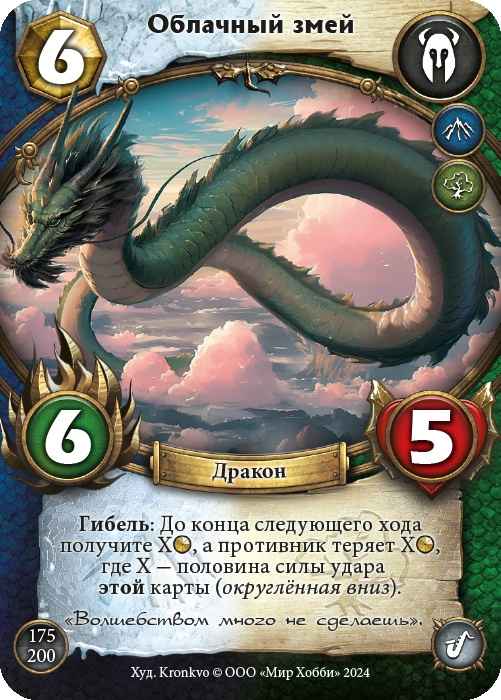 Облачный змей
6
6
5
Дракон
Гибель: До конца следующего хода
получите X, а противник теряет X,
где X — половина силы удара
этой карты (округлённая вниз).
«Волшебством много не сделаешь».
175
200
Худ. Kronkvo © ООО «Мир Хобби» 2024